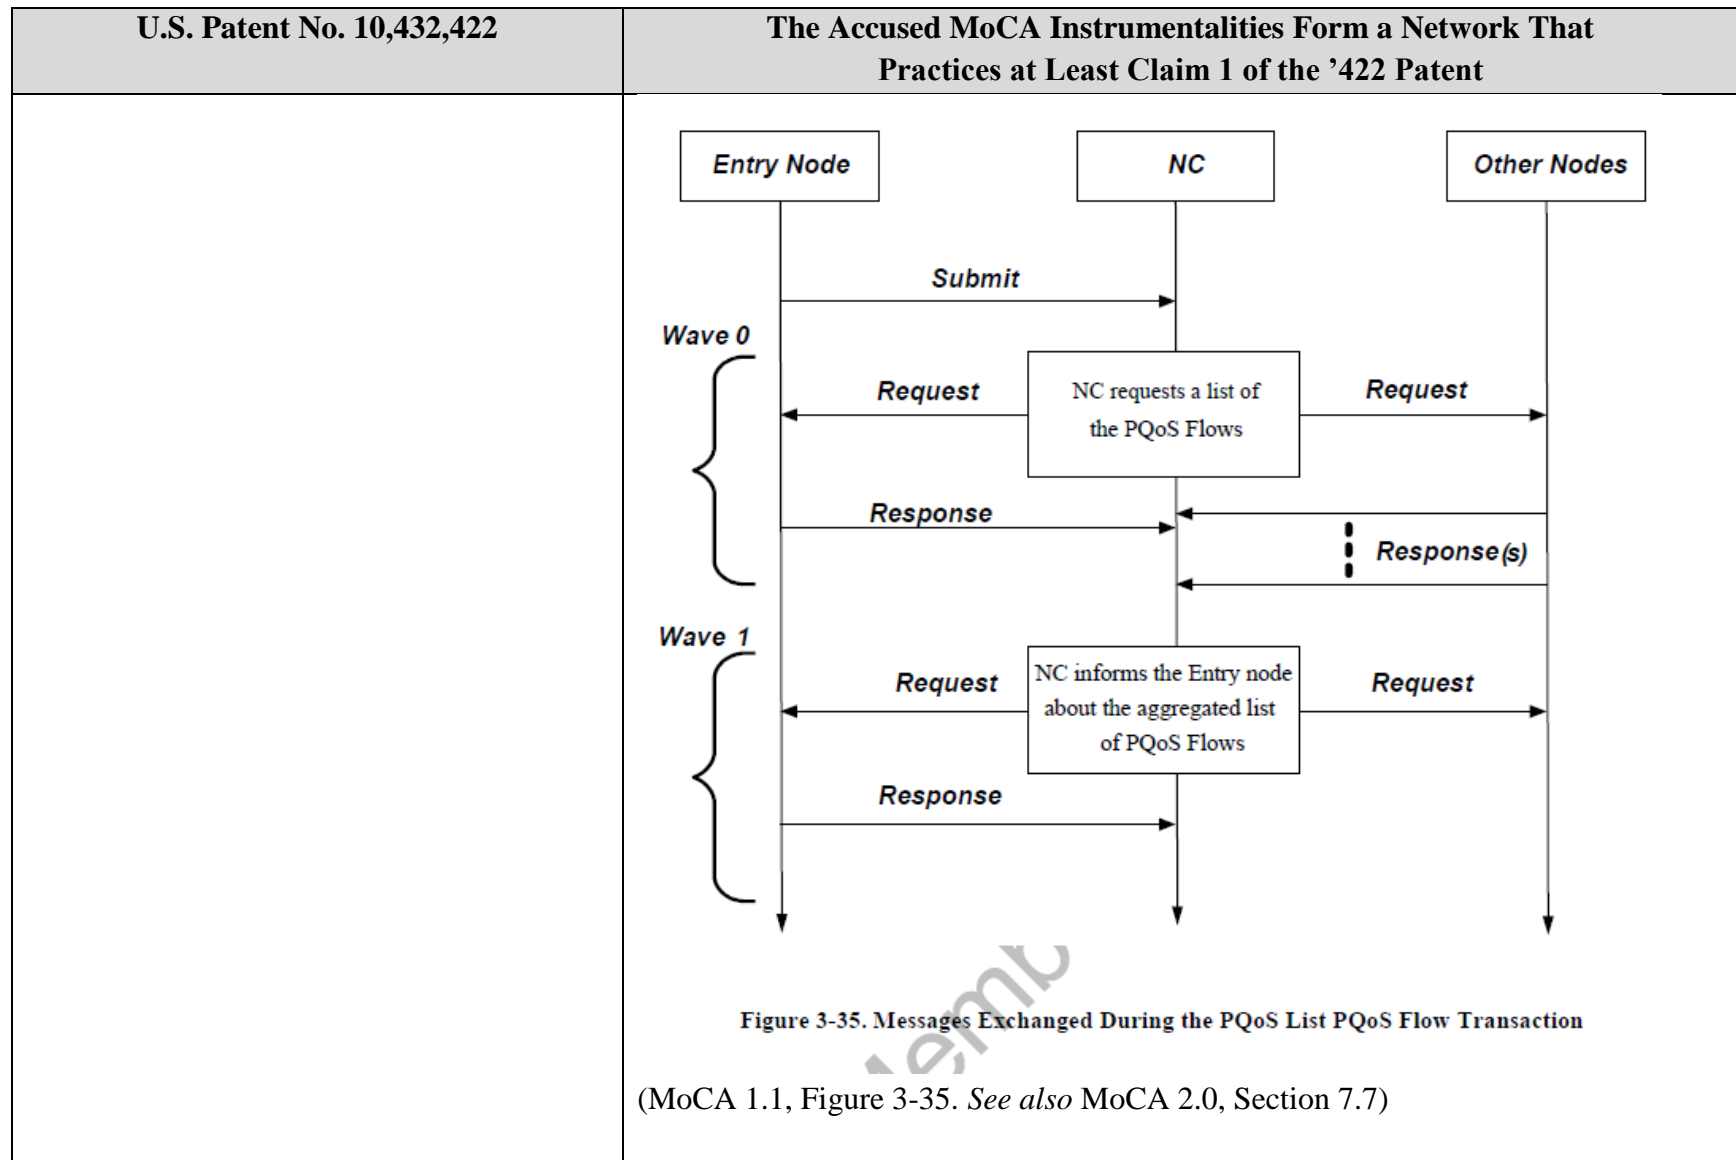 U.S. Patent No. 10,432,422
The Accused MoCA Instrumentalities Form a Network That
Practices at Least Claim 1 of the ’422 Patent
Entry Node
NC
Other Nodes
Submit
Wave 0
Request
NC requests a list of
the PQoS Flows
Request
Response
Response(s)
Wave 1
Request
NC informs the Entry node
about the aggregated list
of PQoS Flows
Request
Response
Figure 3-35. Messages Exchanged During the PQoS List PQoS Flow Transaction
(MoCA 1.1, Figure 3-35. See also MoCA 2.0, Section 7.7)